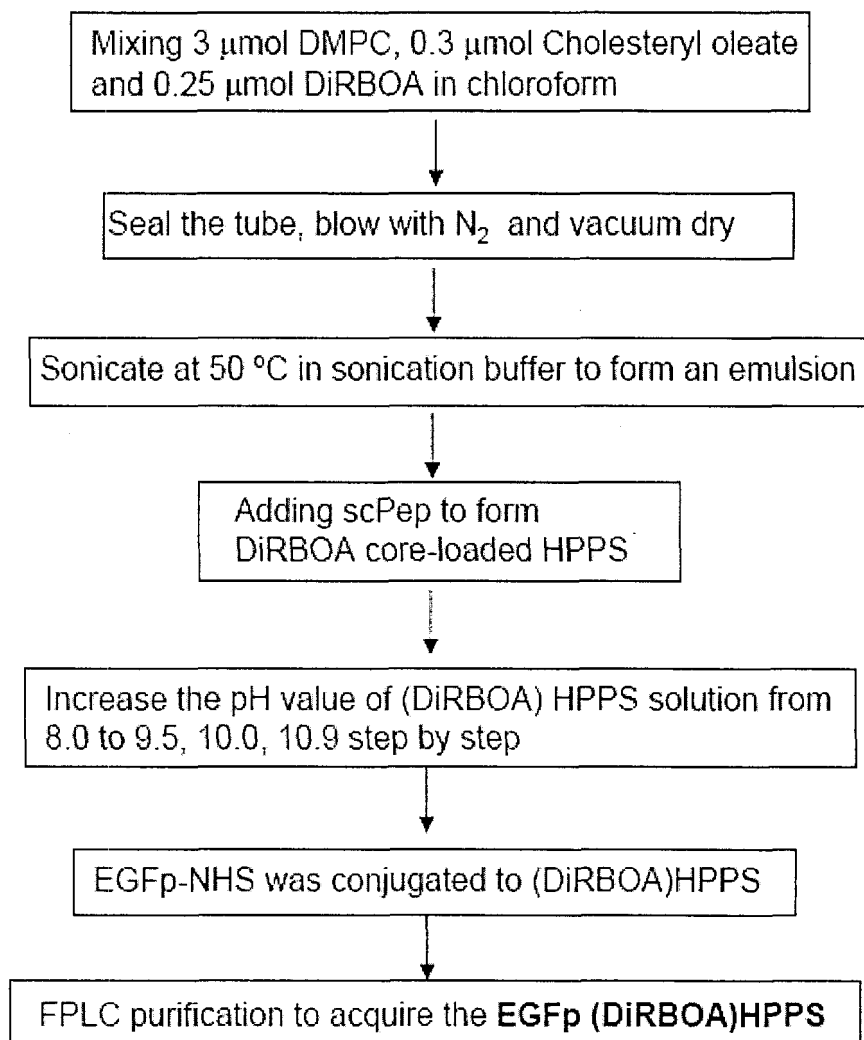 Mixing 3 μmol DMPC, 0.3 μmol Cholesteryl oleate
and 0.25 μmol DiRBOA in chloroform
Seal the tube, blow with N₂ and vacuum dry
Sonicate at 50 ºC in sonication buffer to form an emulsion
Adding scPep to form
DiRBOA core-loaded HPPS
Increase the pH value of (DiRBOA) HPPS solution from
8.0 to 9.5, 10.0, 10.9 step by step
EGFp-NHS was conjugated to (DiRBOA)HPPS
FPLC purification to acquire the EGFp (DiRBOA)HPPS